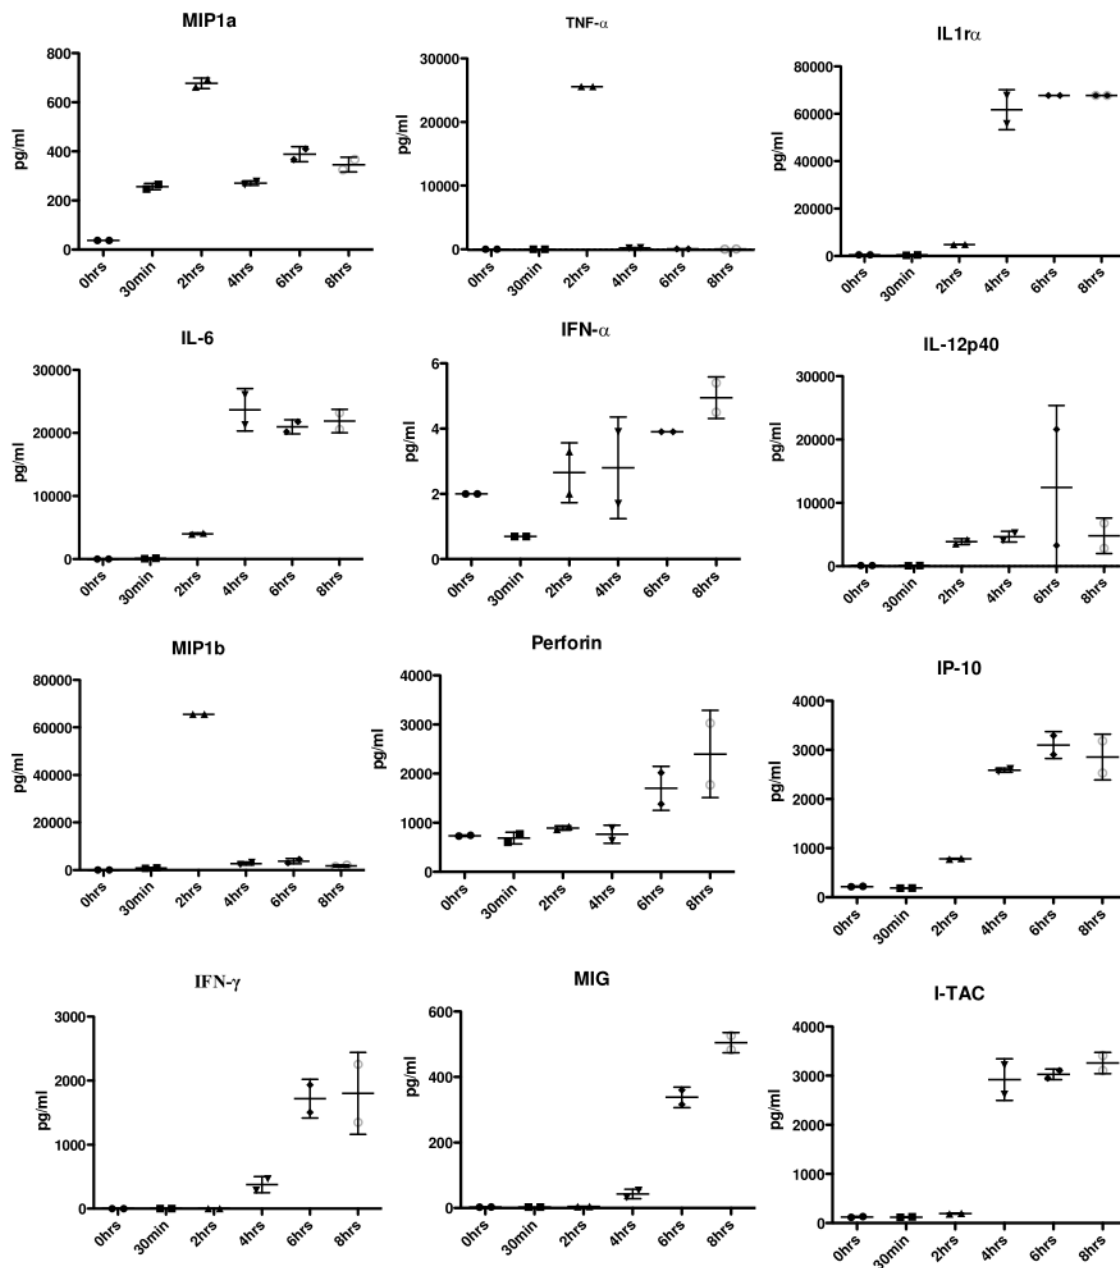 MIP1a
800
600
400
200
0
pg/ml
0hrs
30min
2hrs
4hrs
6hrs
8hrs
TNF-α
30000
20000
10000
0
pg/ml
0hrs
30min
2hrs
4hrs
6hrs
8hrs
IL1rα
80000
60000
40000
20000
0
pg/ml
0hrs
30min
2hrs
4hrs
6hrs
8hrs
IL-6
30000
20000
10000
0
pg/ml
0hrs
30min
2hrs
4hrs
6hrs
8hrs
IFN-α
6
4
2
0
pg/ml
0hrs
30min
2hrs
4hrs
6hrs
8hrs
IL-12p40
30000
20000
10000
0
pg/ml
0hrs
30min
2hrs
4hrs
6hrs
8hrs
MIP1b
80000
60000
40000
20000
0
pg/ml
0hrs
30min
2hrs
4hrs
6hrs
8hrs
Perforin
4000
3000
2000
1000
0
pg/ml
0hrs
30min
2hrs
4hrs
6hrs
8hrs
IP-10
4000
3000
2000
1000
0
pg/ml
0hrs
30min
2hrs
4hrs
6hrs
8hrs
IFN-γ
3000
2000
1000
0
pg/ml
0hrs
30min
2hrs
4hrs
6hrs
8hrs
MIG
600
400
200
0
pg/ml
0hrs
30min
2hrs
4hrs
6hrs
8hrs
I-TAC
4000
3000
2000
1000
0
pg/ml
0hrs
30min
2hrs
4hrs
6hrs
8hrs